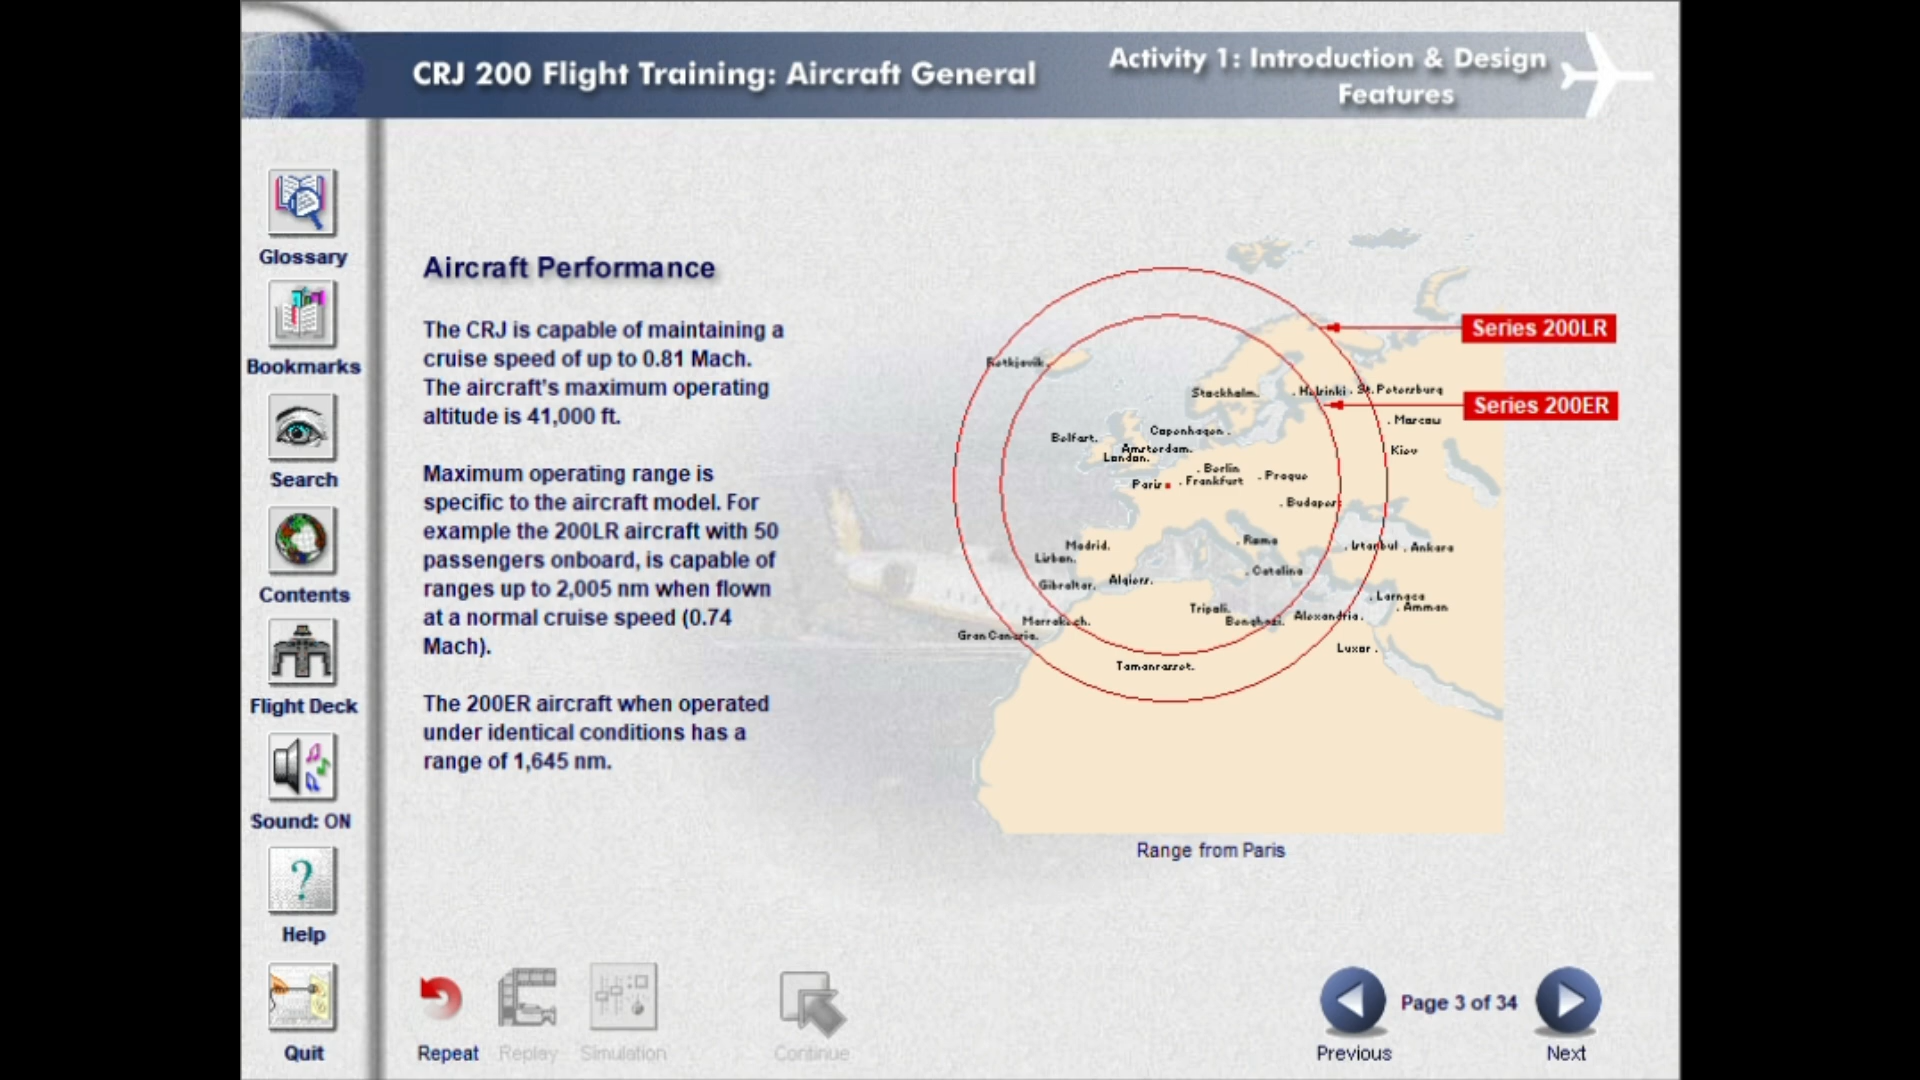 CRJ 200 Flight Training: Aircraft General
Activity 1: Introduction & Design
Features
Glossary
Bookmarks
Search
Contents
Flight Deck
Sound: ON
Help
Quit
Aircraft Performance
The CRJ is capable of maintaining a
cruise speed of up to 0.81 Mach.
The aircraft's maximum operating
altitude is 41,000 ft.
Maximum operating range is
specific to the aircraft model. For
example the 200LR aircraft with 50
passengers onboard, is capable of
ranges up to 2,005 nm when flown
at a normal cruise speed (0.74
Mach).
The 200ER aircraft when operated
under identical conditions has a
range of 1,645 nm.
Series 200LR
Series 200ER
Stockholm.
. Helsinki
. St. Petersburg
. Moscow
Kiev
Belfast.
Copenhagen .
Amsterdam.
London.
. Berlin
. Frankfurt
. Prague
Paris
. Budapest
Madrid.
Lisbon.
. Rome
. Istanbul
. Ankara
. Catalina
Gibraltar.
Algiers.
. Larnaca
. Amman
Tripoli.
Benghazi.
Alexandria.
Marrakech.
Gran Canaria.
Luxor .
Tamanrasset.
Range from Paris
Repeat
Replay
Simulation
Continue
Previous
Page 3 of 34
Next